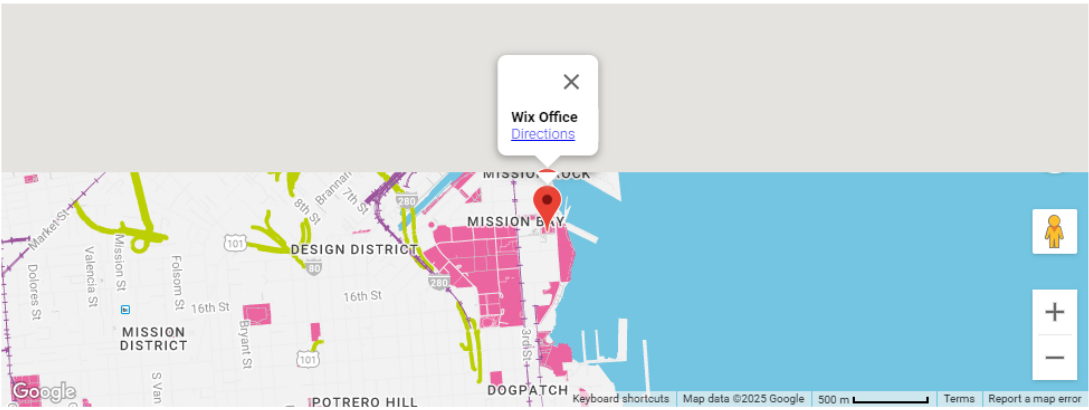 Wix Office
Directions
MISSION ROCK
Brannan
7th St
8th St
280
MISSION BAY
Market St
101
DESIGN DISTRICT
80
280
Dolores St
Valencia St
Mission St
Folsom St
16th St
16th St
MISSION
DISTRICT
Bryant St
3rd St
101
S Van
DOGPATCH
POTRERO HILL
Google
Keyboard shortcuts
Map data ©2025 Google
500 m
Terms
Report a map error